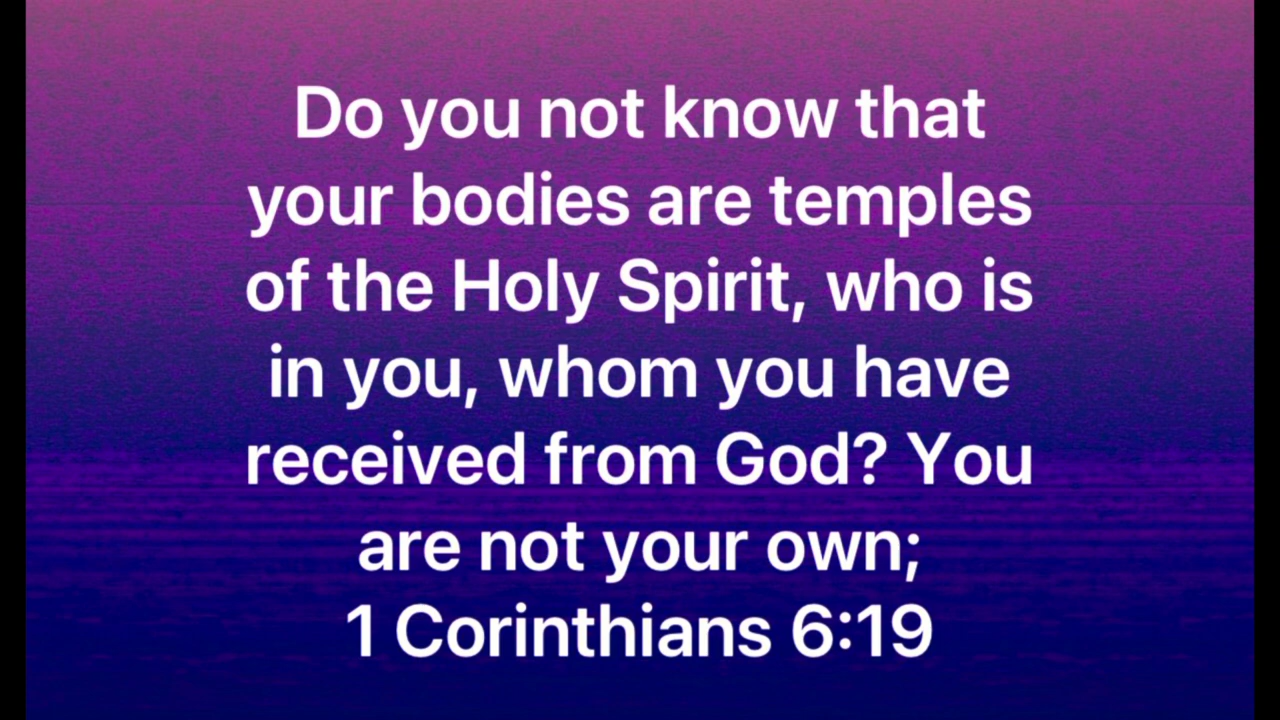 Do you not know that
your bodies are temples
of the Holy Spirit, who is
in you, whom you have
received from God? You
are not your own;
1 Corinthians 6:19